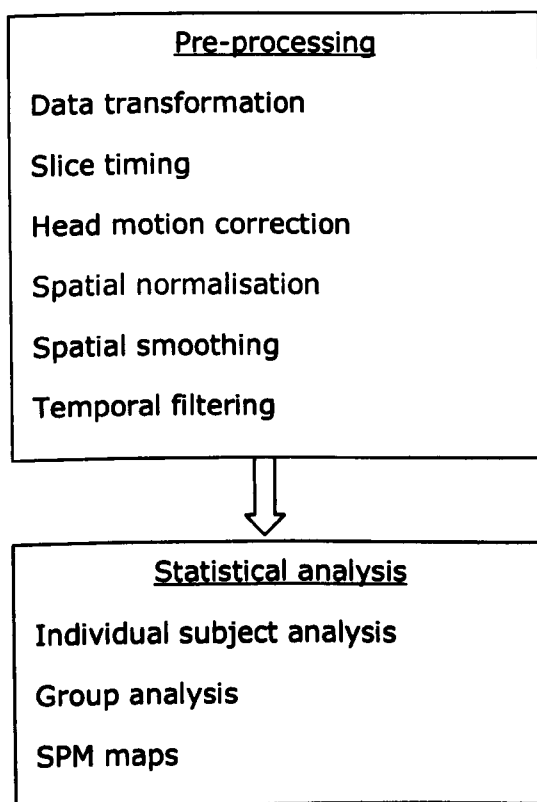 Pre-processing
Data transformation
Slice timing
Head motion correction
Spatial normalisation
Spatial smoothing
Temporal filtering
Statistical analysis
Individual subject analysis
Group analysis
SPM maps